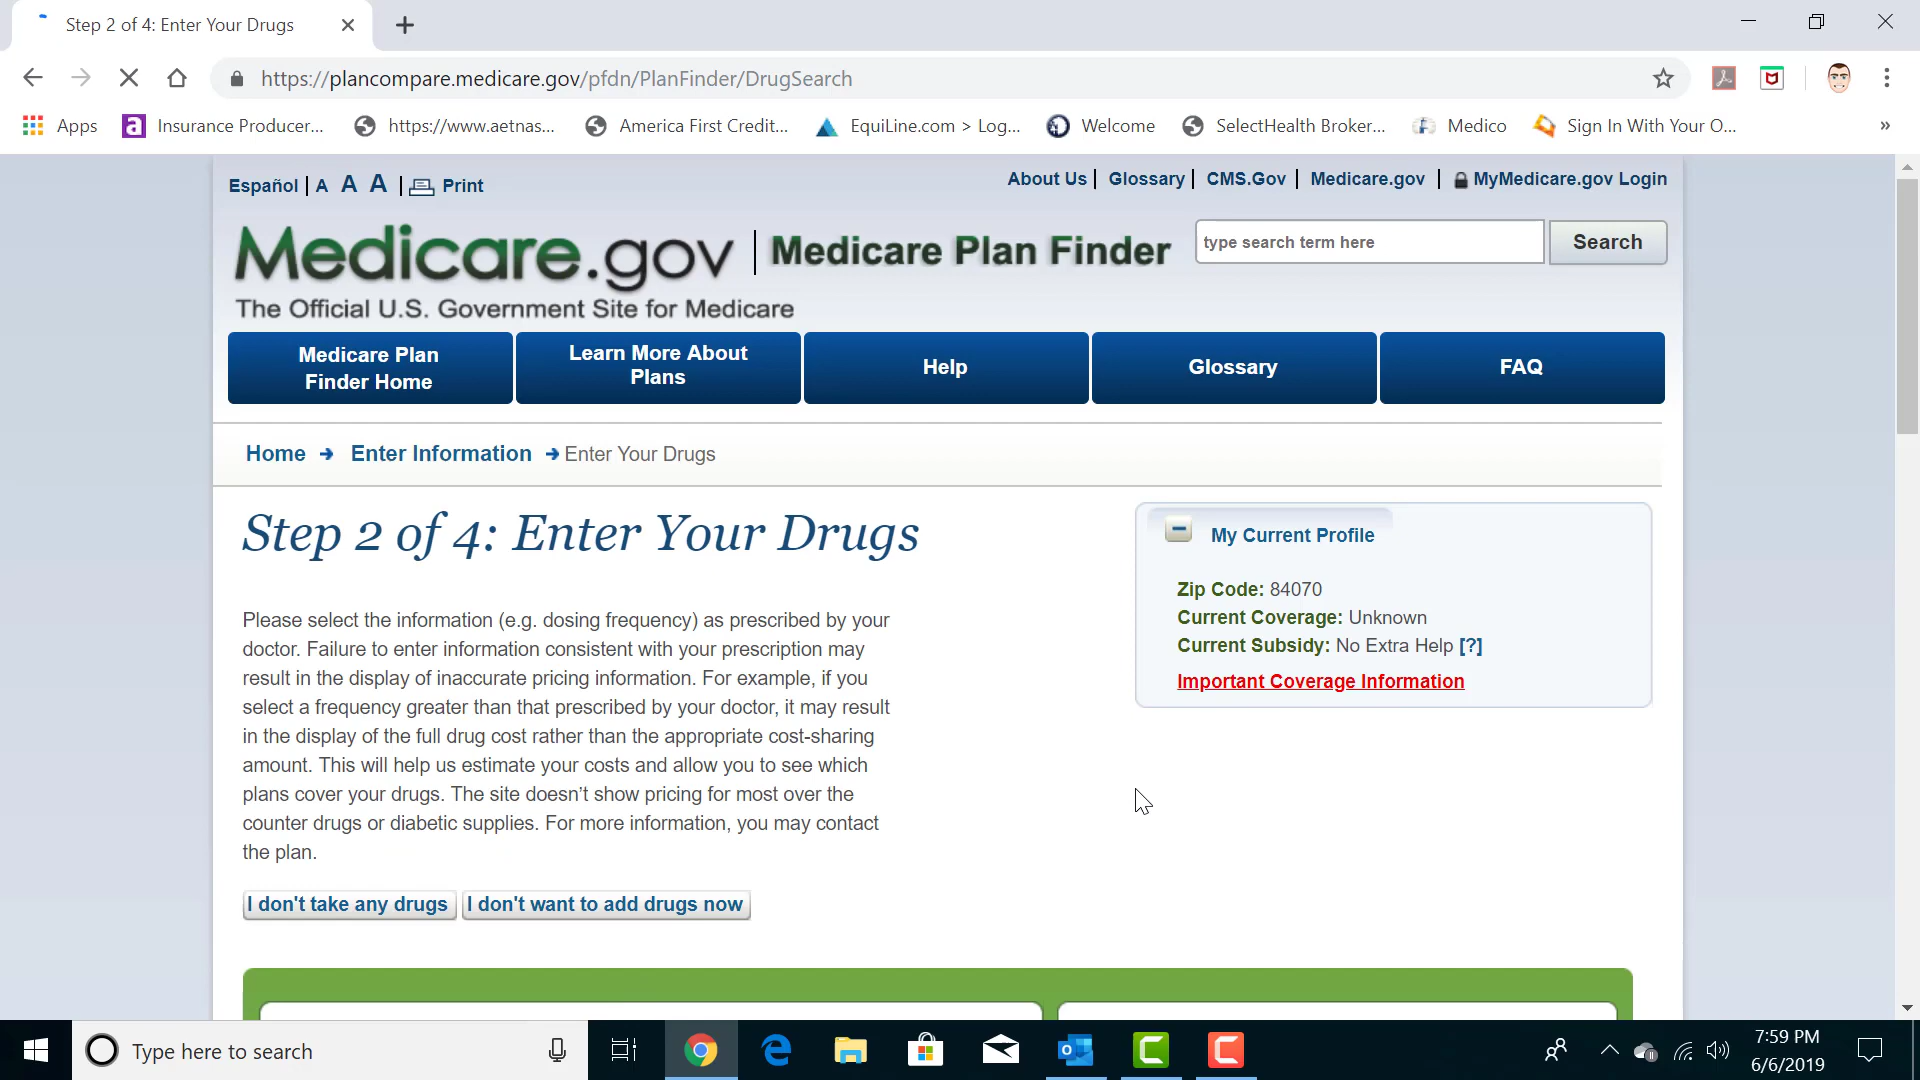 Step 2 of 4: Enter Your Drugs
https://plancompare.medicare.gov/pfdn/PlanFinder/DrugSearch
Apps
Insurance Producer...
https://www.aetnas...
America First Credit...
EquiLine.com > Log...
Welcome
SelectHealth Broker...
Medico
Sign In With Your O...
»
Español | A A A | Print
About Us | Glossary | CMS.Gov | Medicare.gov | MyMedicare.gov Login
Medicare.gov | Medicare Plan Finder
type search term here
Search
The Official U.S. Government Site for Medicare
Medicare Plan
Finder Home
Learn More About
Plans
Help
Glossary
FAQ
Home
Enter Information
Enter Your Drugs
Step 2 of 4: Enter Your Drugs
Please select the information (e.g. dosing frequency) as prescribed by your
doctor. Failure to enter information consistent with your prescription may
result in the display of inaccurate pricing information. For example, if you
select a frequency greater than that prescribed by your doctor, it may result
in the display of the full drug cost rather than the appropriate cost-sharing
amount. This will help us estimate your costs and allow you to see which
plans cover your drugs. The site doesn’t show pricing for most over the
counter drugs or diabetic supplies. For more information, you may contact
the plan.
I don't take any drugs
I don't want to add drugs now
My Current Profile
Zip Code: 84070
Current Coverage: Unknown
Current Subsidy: No Extra Help [?]
Important Coverage Information
Type here to search
7:59 PM
6/6/2019